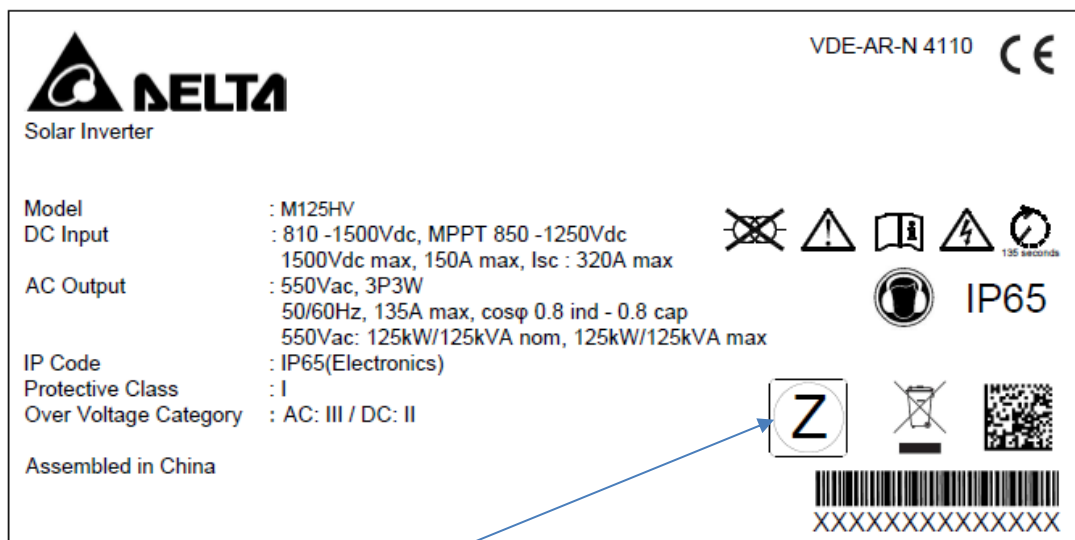 VDE-AR-N 4110 CE
DELTA
Solar Inverter
Model : M125HV
DC Input : 810 -1500Vdc, MPPT 850 -1250Vdc
1500Vdc max, 150A max, Isc : 320A max
135 seconds
AC Output : 550Vac, 3P3W
50/60Hz, 135A max, cosφ 0.8 ind - 0.8 cap
IP65
550Vac: 125kW/125kVA nom, 125kW/125kVA max
IP Code : IP65(Electronics)
Protective Class : I
Over Voltage Category : AC: III / DC: II
Z
Assembled in China
XXXXXXXXXXXXXX